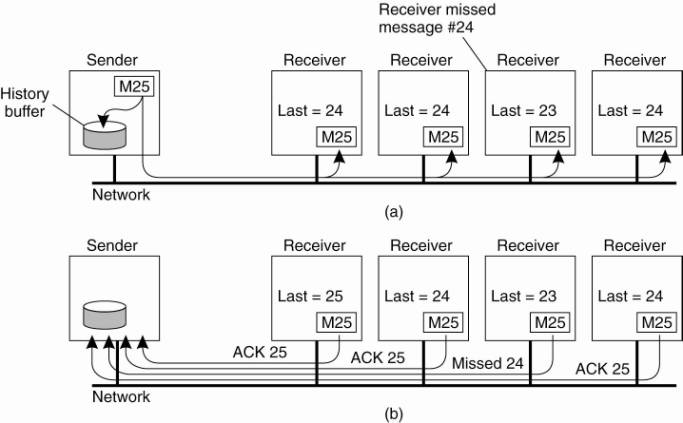 Receiver missed
message #24
Sender
Receiver
Receiver
Receiver
Receiver
History
buffer
M25
Last = 24
Last = 24
Last = 23
Last = 24
M25
M25
M25
M25
Network
(a)
Sender
Receiver
Receiver
Receiver
Receiver
Last = 25
Last = 24
Last = 23
Last = 24
M25
M25
M25
M25
ACK 25
ACK 25
Missed 24
ACK 25
Network
(b)